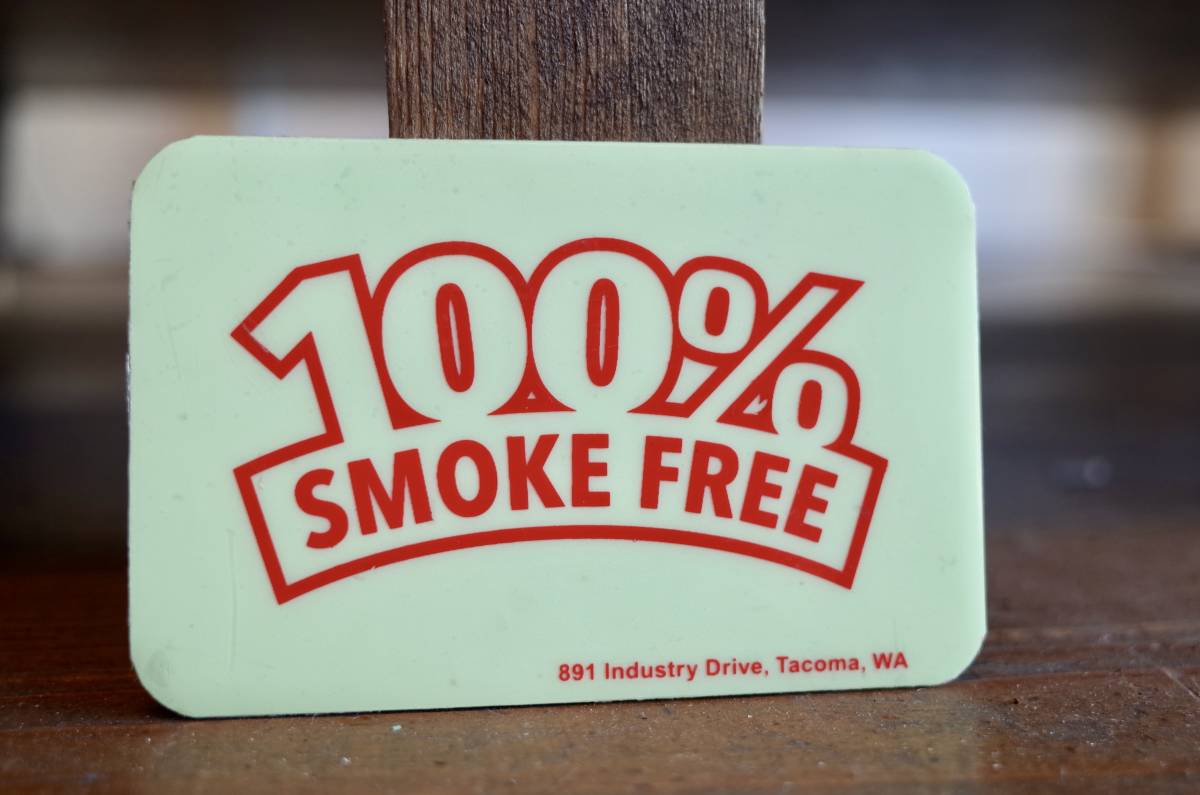 100%
SMOKE FREE
891 Industry Drive, Tacoma, WA